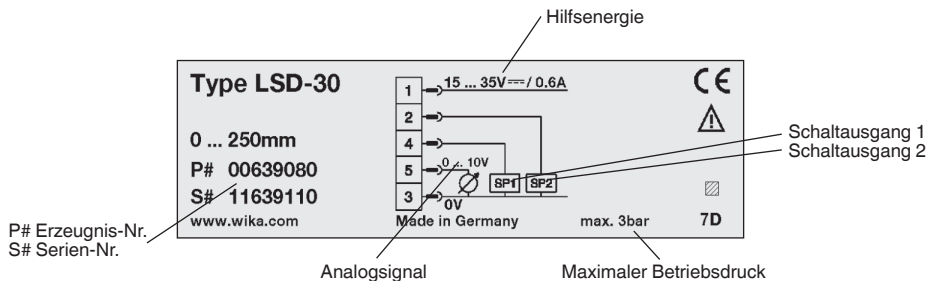 Hilfsenergie
Type LSD-30
1 15 ... 35V⎓/ 0.6A
2
0 ... 250mm
4
P# 00639080
5 0 ... 10V SP1 SP2
S# 11639110
3 0V
www.wika.com Made in Germany max. 3bar 7D
CE
Schaltausgang 1
Schaltausgang 2
P# Erzeugnis-Nr.
S# Serien-Nr.
Analogsignal
Maximaler Betriebsdruck